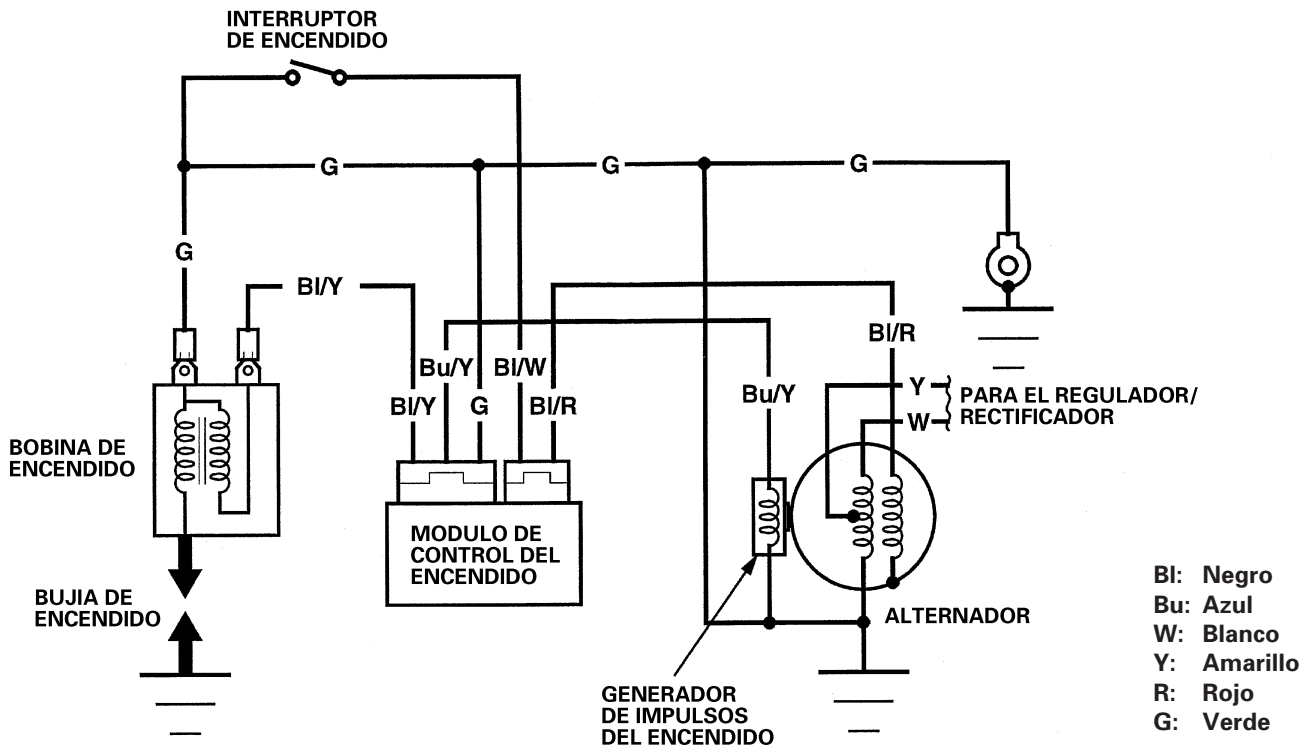 INTERRUPTOR
DE ENCENDIDO
G
G
G
G
Bl/Y
Bl/R
Bu/Y
Bl/W
Bu/Y
Y
W
PARA EL REGULADOR/
RECTIFICADOR
Bl/Y
G
Bl/R
BOBINA DE
ENCENDIDO
MODULO DE
CONTROL DEL
ENCENDIDO
BUJIA DE
ENCENDIDO
ALTERNADOR
GENERADOR
DE IMPULSOS
DEL ENCENDIDO
Bl: Negro
Bu: Azul
W: Blanco
Y: Amarillo
R: Rojo
G: Verde